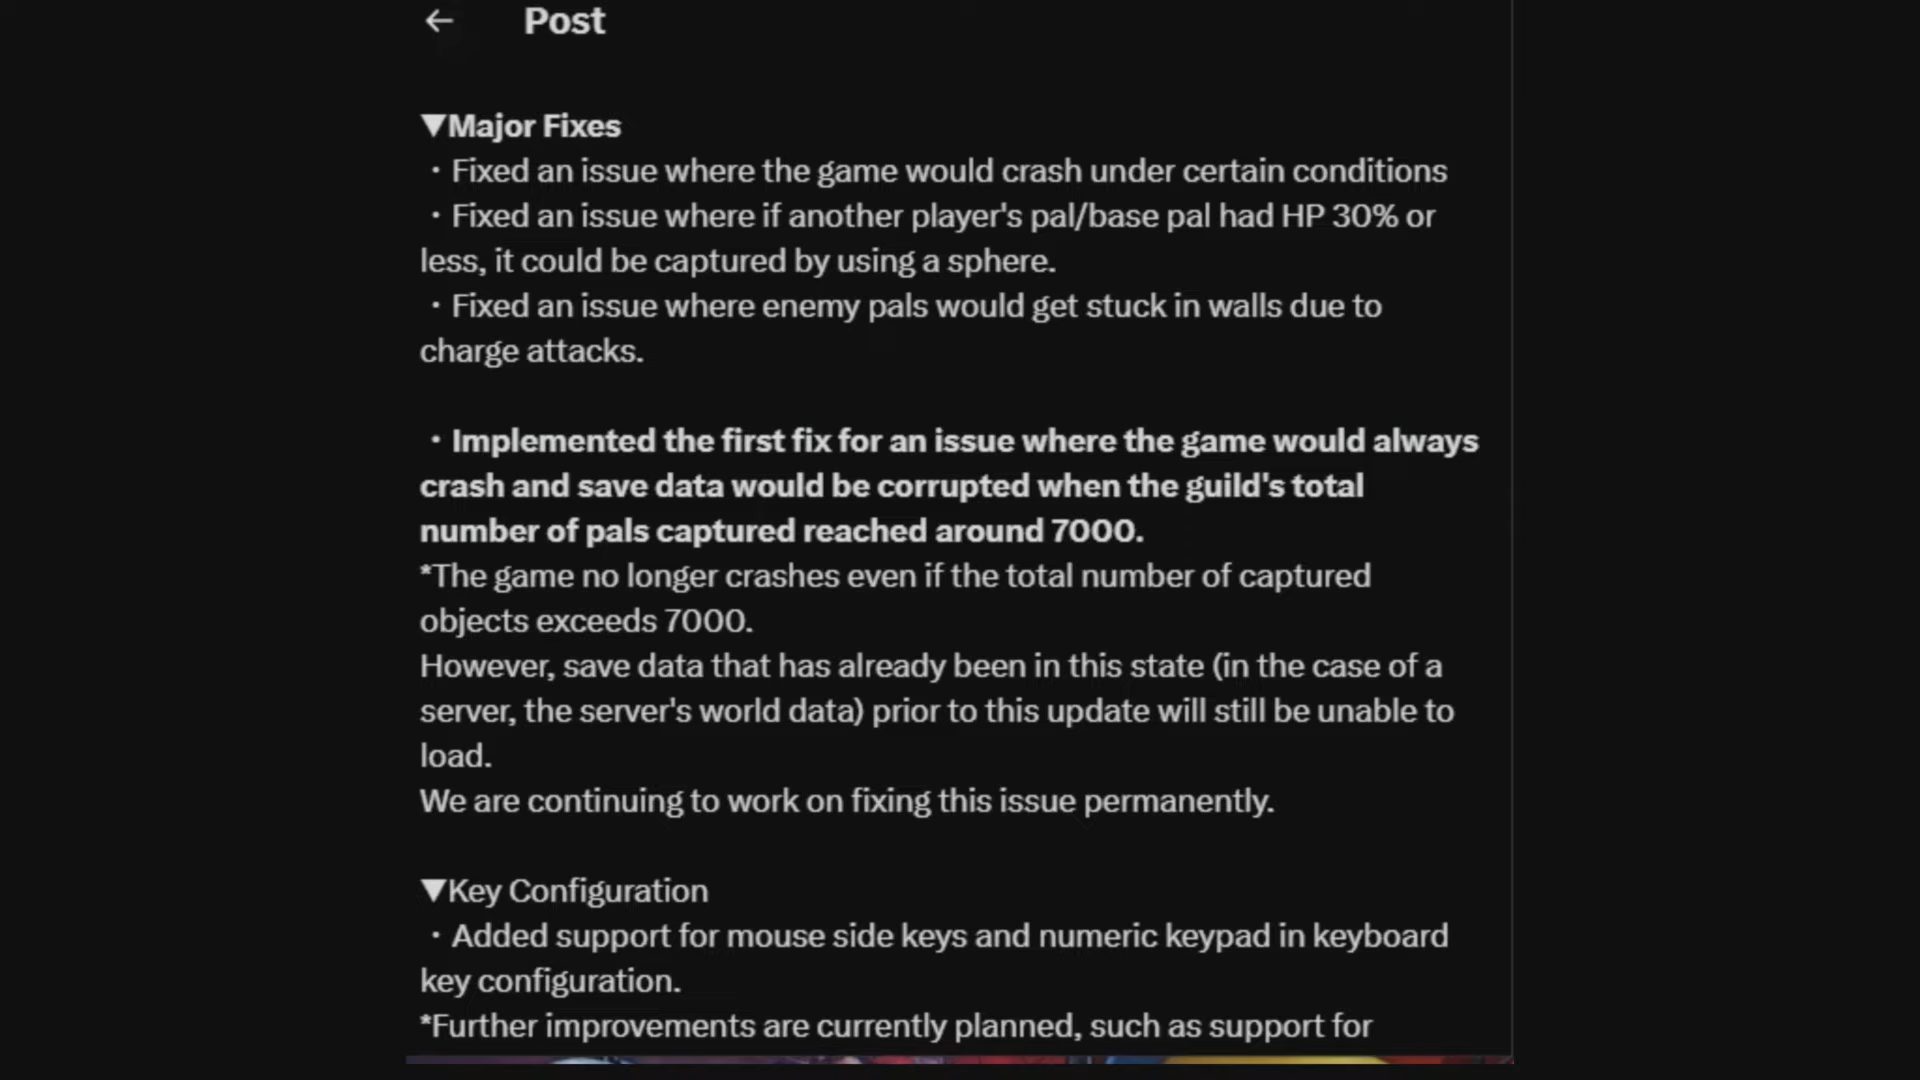 ← Post
▼Major Fixes
・Fixed an issue where the game would crash under certain conditions
・Fixed an issue where if another player's pal/base pal had HP 30% or
less, it could be captured by using a sphere.
・Fixed an issue where enemy pals would get stuck in walls due to
charge attacks.
・Implemented the first fix for an issue where the game would always
crash and save data would be corrupted when the guild's total
number of pals captured reached around 7000.
*The game no longer crashes even if the total number of captured
objects exceeds 7000.
However, save data that has already been in this state (in the case of a
server, the server's world data) prior to this update will still be unable to
load.
We are continuing to work on fixing this issue permanently.
▼Key Configuration
・Added support for mouse side keys and numeric keypad in keyboard
key configuration.
*Further improvements are currently planned, such as support for